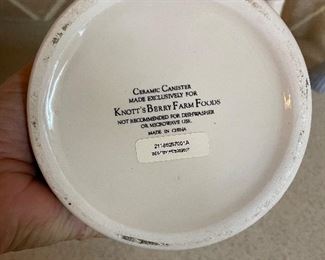 CERAMIC CANISTER
MADE EXCLUSIVELY FOR
KNOTT'S BERRY FARM FOODS
NOT RECOMMENDED FOR DISHWASHER
OR MICROWAVE USE.
MADE IN CHINA